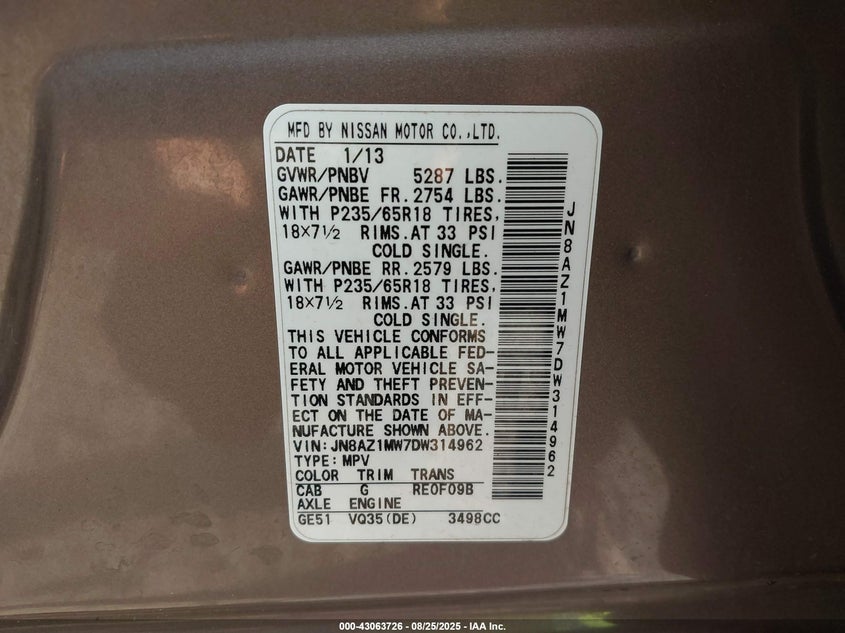 MFD BY NISSAN MOTOR CO.,LTD.
DATE 1/13
GVWR/PNBV 5287 LBS.
GAWR/PNBE FR. 2754 LBS.
WITH P235/65R18 TIRES,
18×7½ RIMS.AT 33 PSI
COLD SINGLE.
GAWR/PNBE RR. 2579 LBS.
WITH P235/65R18 TIRES,
18×7½ RIMS.AT 33 PSI
COLD SINGLE.
THIS VEHICLE CONFORMS
TO ALL APPLICABLE FED-
ERAL MOTOR VEHICLE SA-
FETY AND THEFT PREVEN-
TION STANDARDS IN EFF-
ECT ON THE DATE OF MA-
NUFACTURE SHOWN ABOVE.
VIN: JN8AZ1MW7DW314962
TYPE: MPV
COLOR TRIM TRANS
CAB G RE0F09B
AXLE ENGINE
GE51 VQ35(DE) 3498CC
JN8AZ1MW7DW314962
000-43063726 - 08/25/2025 - IAA Inc.